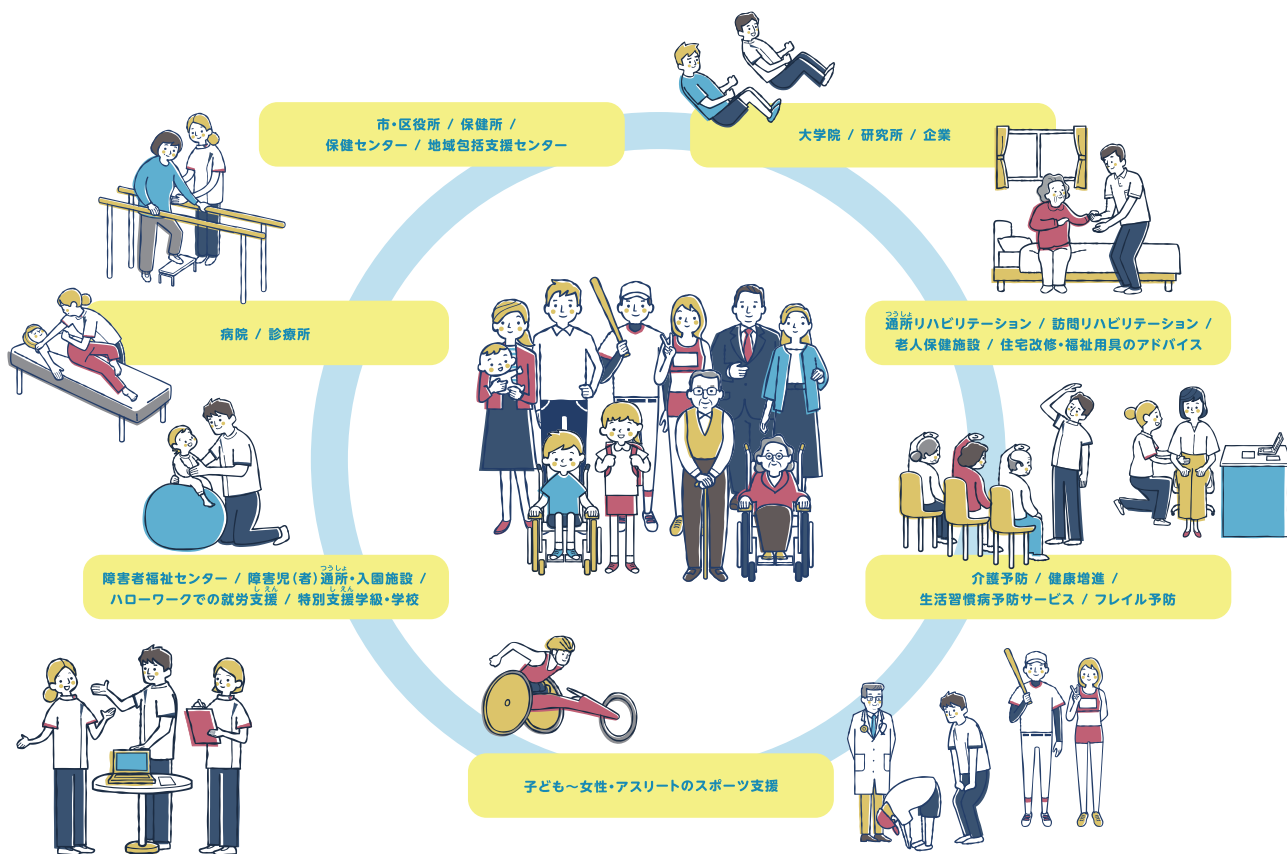 市・区役所 / 保健所 /
保健センター / 地域包括支援センター
大学院 / 研究所 / 企業
病院 / 診療所
つうしょ
通所リハビリテーション / 訪問リハビリテーション /
老人保健施設 / 住宅改修・福祉用具のアドバイス
つうしょ
障害者福祉センター / 障害児(者)通所・入園施設 /
しえん しえん
ハローワークでの就労支援 / 特別支援学級・学校
介護予防 / 健康増進 /
生活習慣病予防サービス / フレイル予防
子ども〜女性・アスリートのスポーツ支援